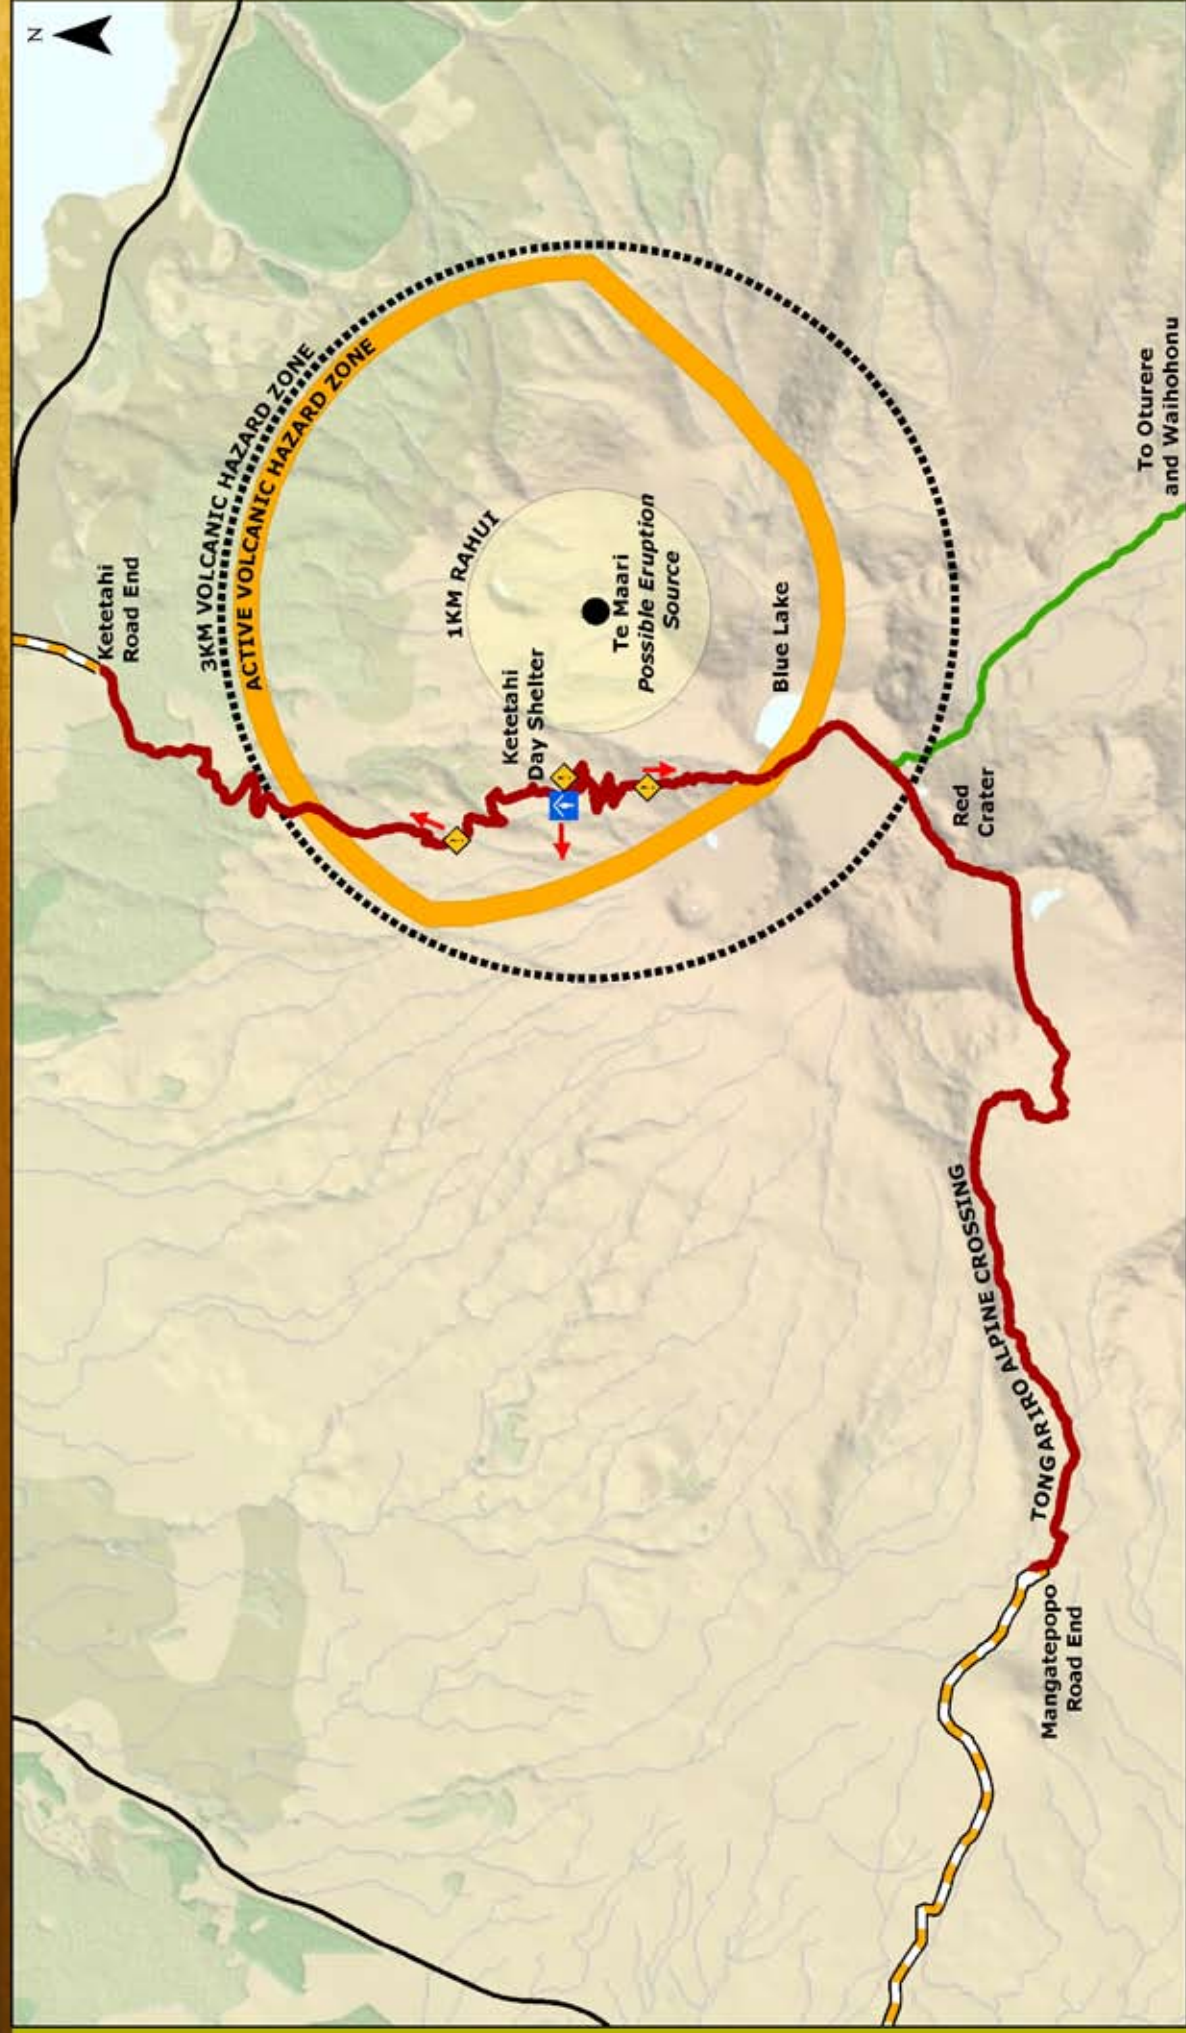 N
Ketetahi
Road End
3KM VOLCANIC HAZARD ZONE
ACTIVE VOLCANIC HAZARD ZONE
1KM RAHUI
Ketetahi
Day Shelter
Te Maari
Possible Eruption
Source
Blue Lake
Red
Crater
To Oturere
and Waihohonu
TONGARIRO ALPINE CROSSING
Mangatepopo
Road End